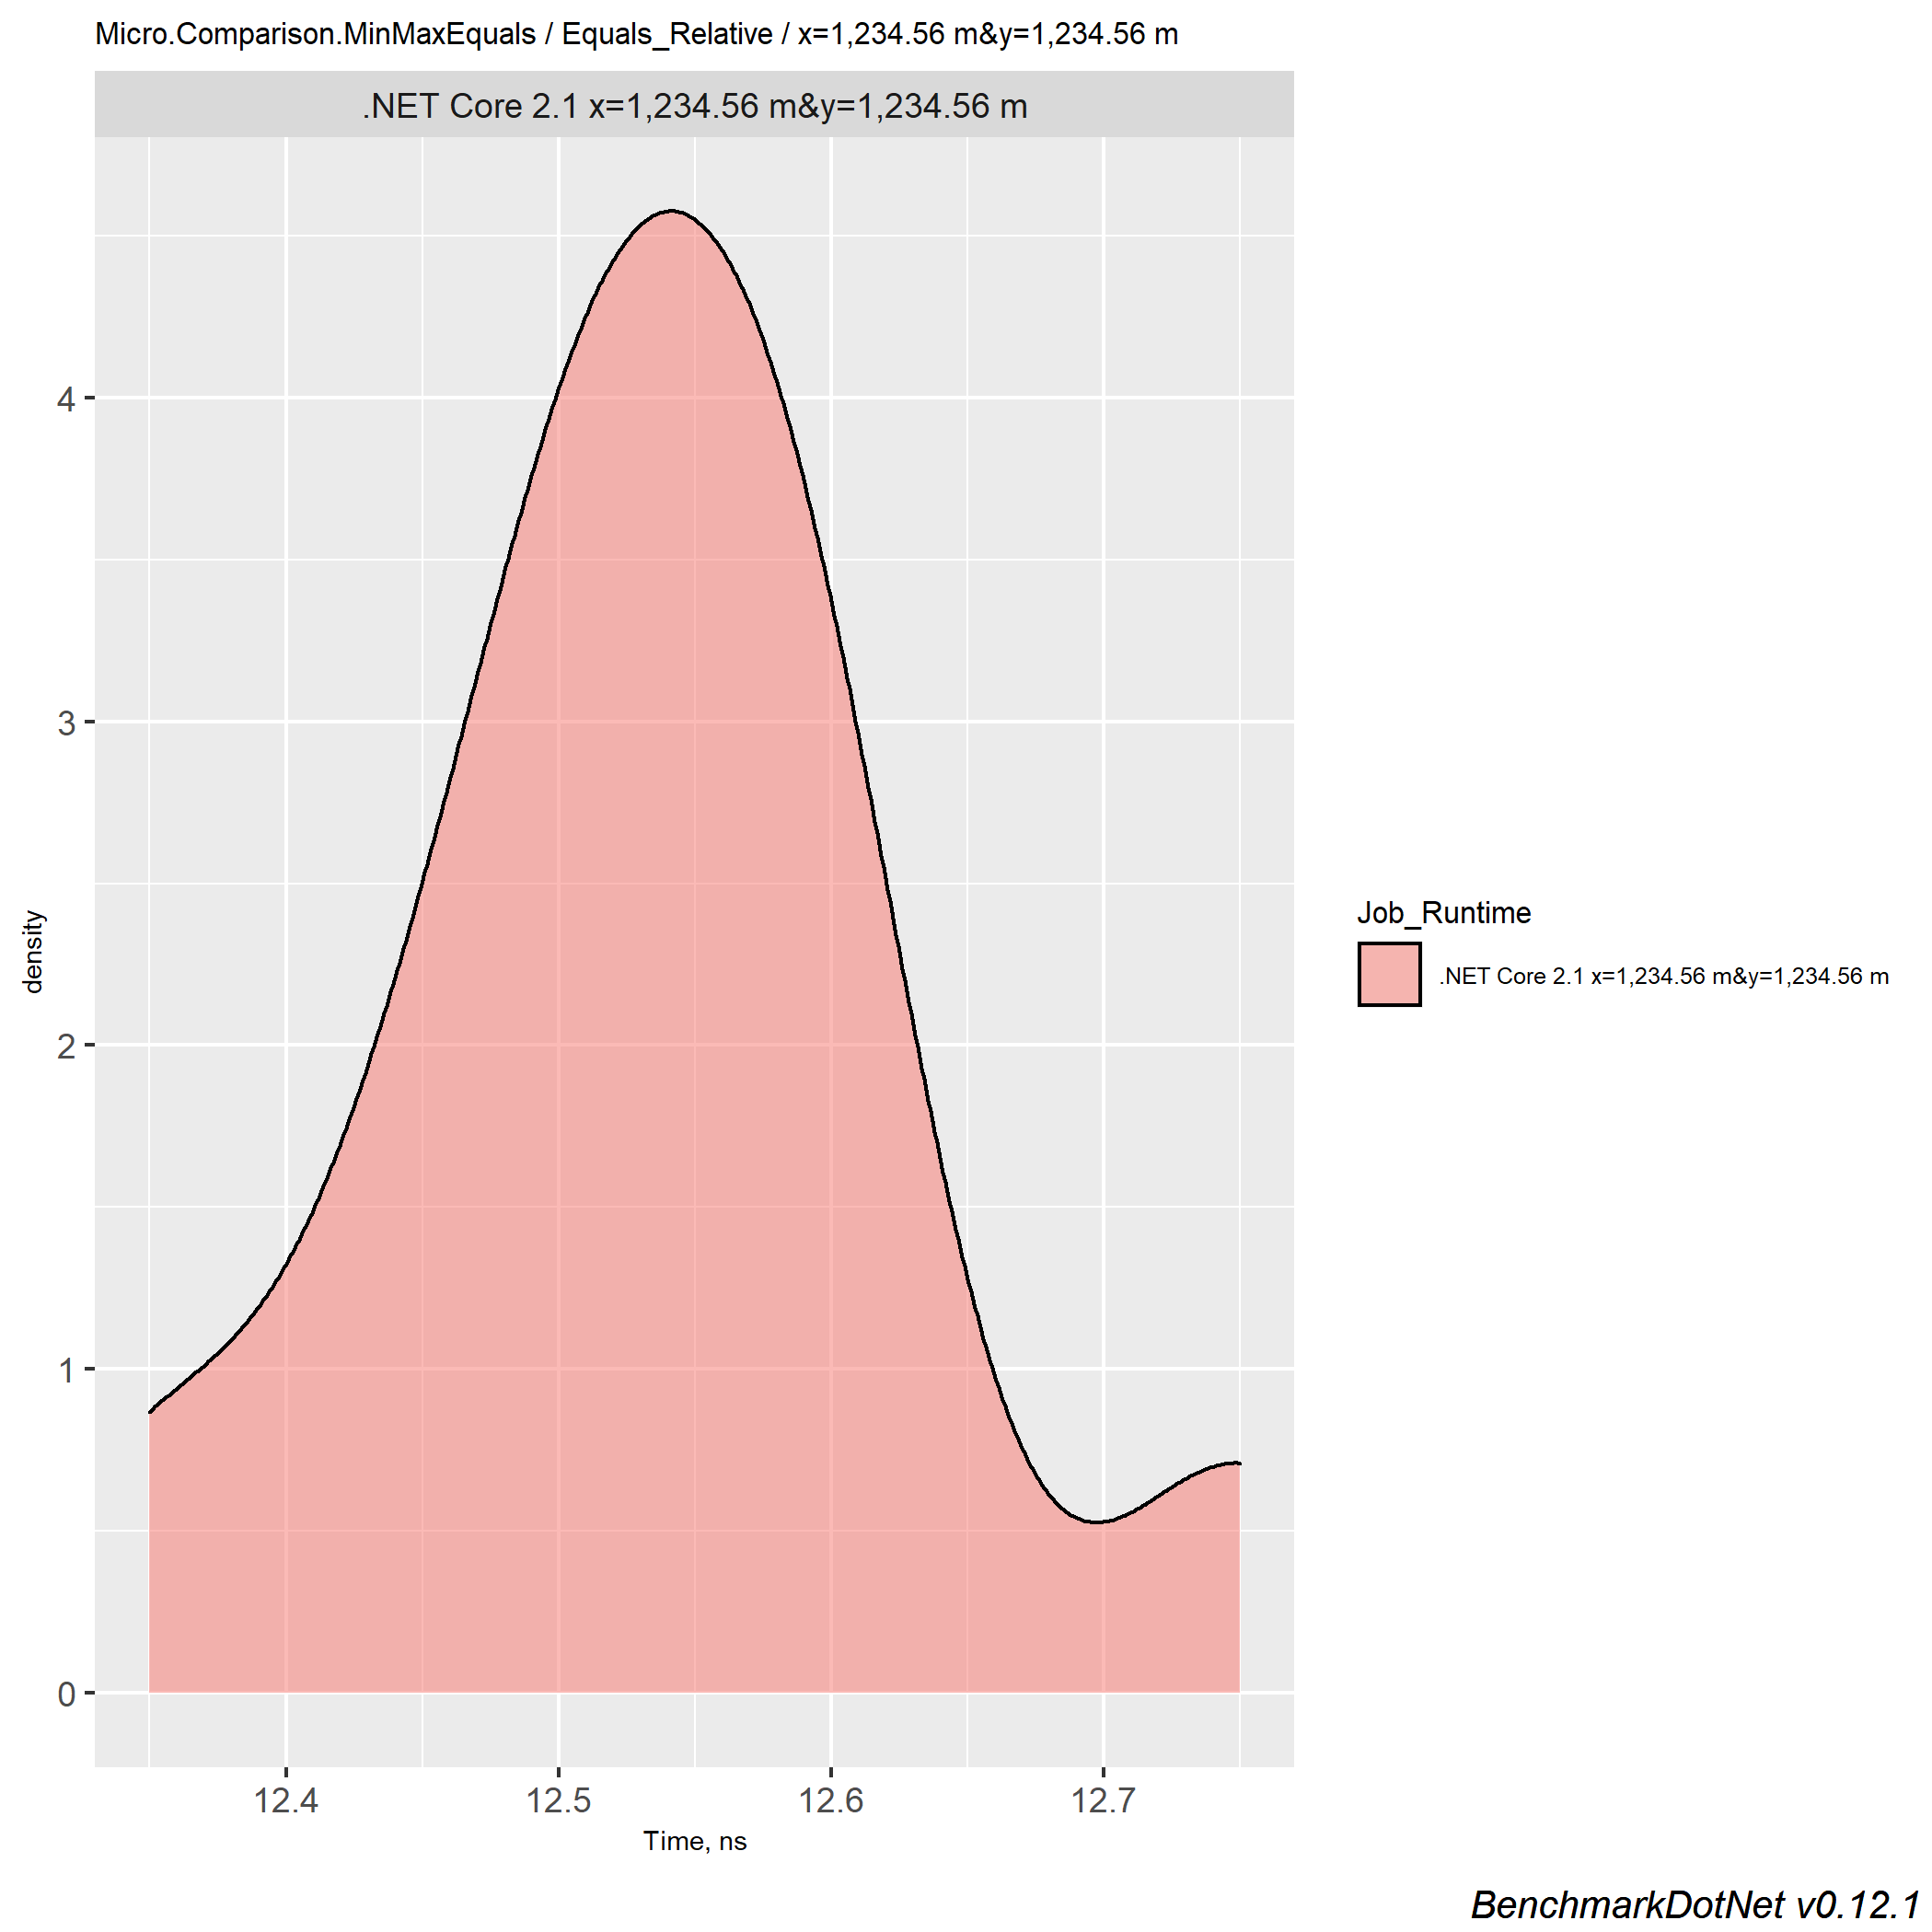 Micro.Comparison.MinMaxEquals / Equals_Relative / x=1,234.56 m&y=1,234.56 m
.NET Core 2.1 x=1,234.56 m&y=1,234.56 m
4
3
2
1
0
density
12.4 12.5 12.6 12.7
Time, ns
Job_Runtime
.NET Core 2.1 x=1,234.56 m&y=1,234.56 m
BenchmarkDotNet v0.12.1